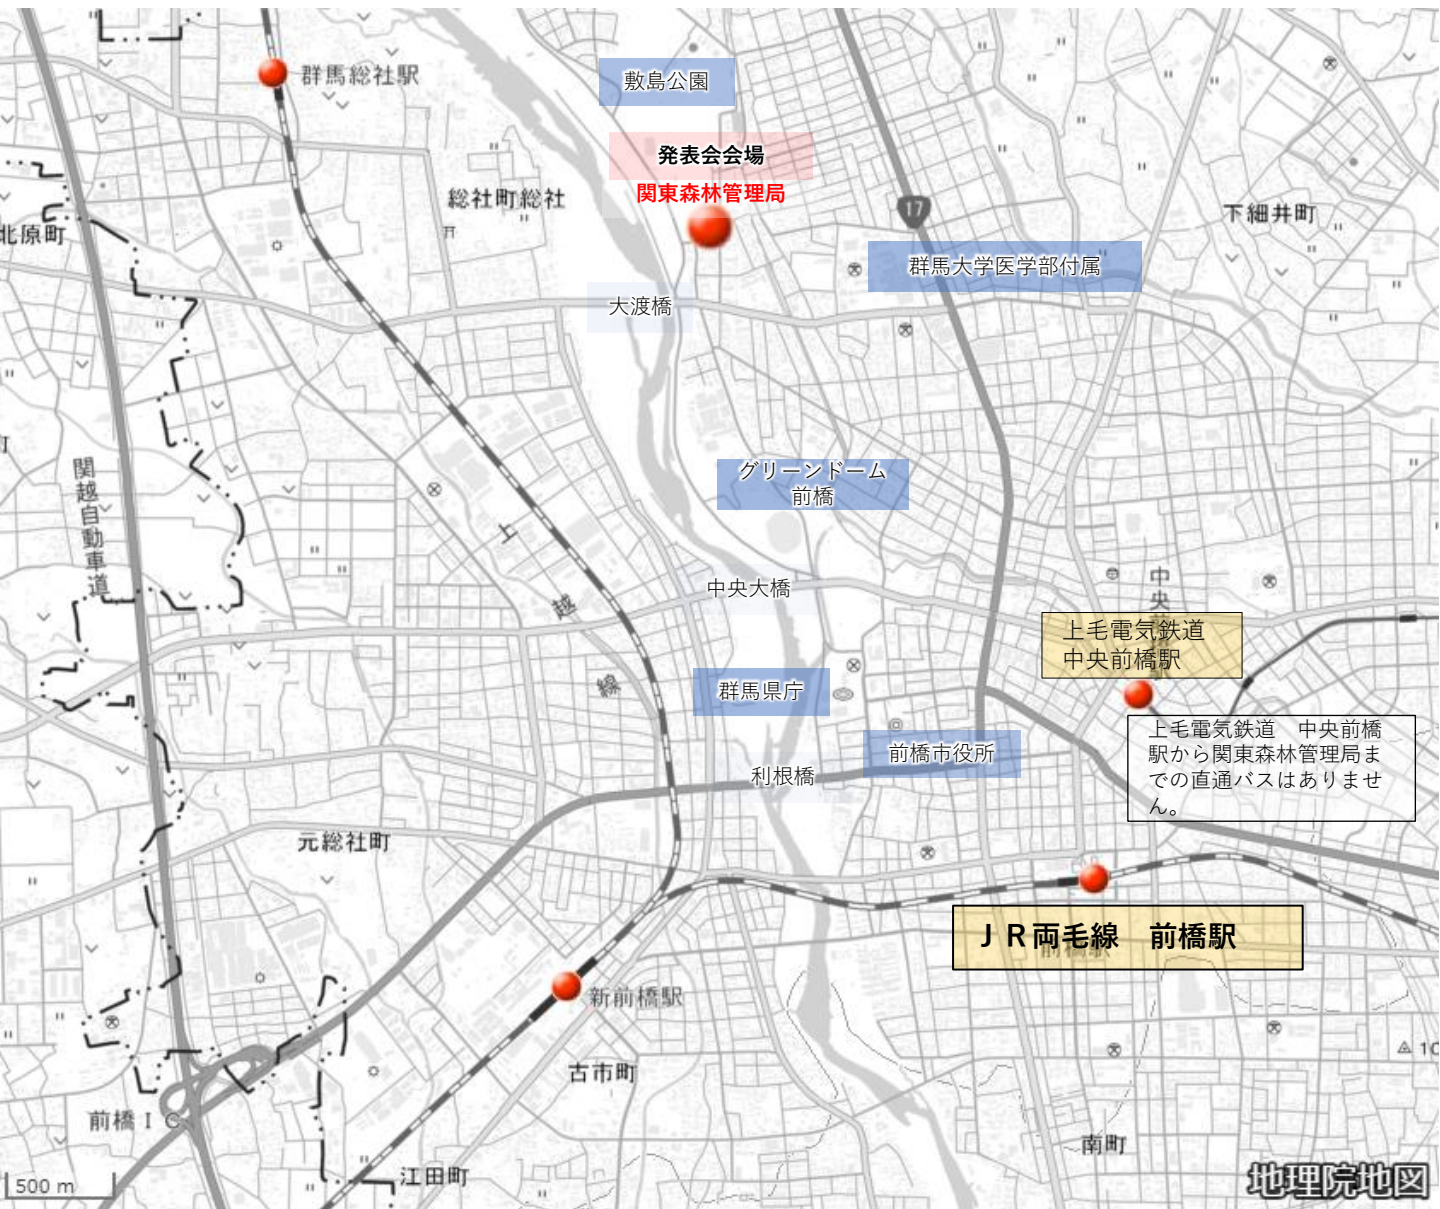 群馬総社駅
敷島公園
発表会会場
関東森林管理局
総社町総社
17
下細井町
北原町
群馬大学医学部付属
大渡橋
町
関越自動車道
グリーンドーム
前橋
上
越
線
中央大橋
中央前
駅
上毛電気鉄道
中央前橋駅
群馬県庁
上毛電気鉄道　中央前橋
駅から関東森林管理局ま
での直通バスはありませ
ん。
前橋市役所
利根橋
元総社町
ＪＲ両毛線　前橋駅
前橋駅
新前橋駅
古市町
前橋ＩＣ
江田町
南町
10
500 m
地理院地図